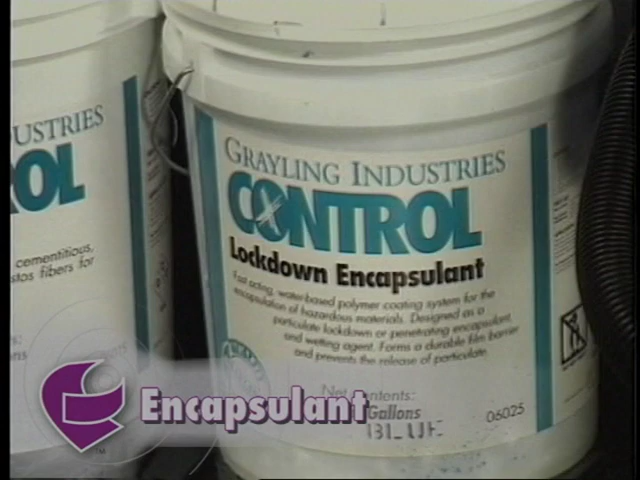 USTRIES
OL
cementitious,
stos fibers for
GRAYLING INDUSTRIES
CONTROL
Lockdown Encapsulant
Fast acting, water-based polymer coating system for the
encapsulation of hazardous materials. Designed as a
particulate lockdown or penetrating encapsulant,
and wetting agent. Forms a durable film barrier
and prevents the release of particulate.
Net Contents:
Gallons
06025
BLUE
Encapsulant
TM